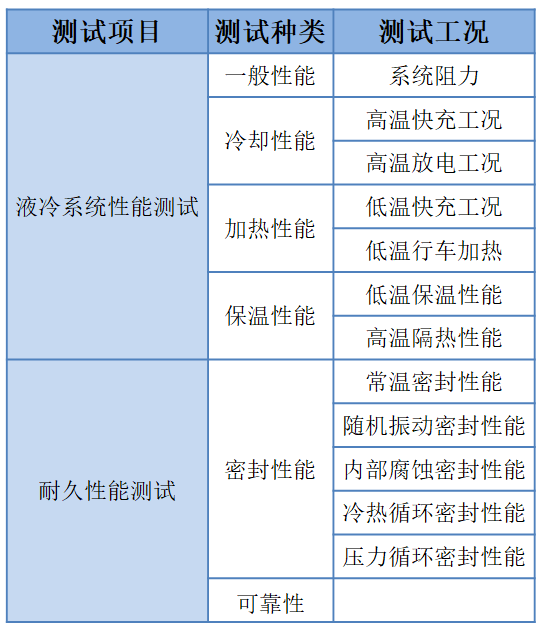 测试项目 测试种类 测试工况
液冷系统性能测试
一般性能 系统阻力
冷却性能
高温快充工况
高温放电工况
加热性能
低温快充工况
低温行车加热
保温性能
低温保温性能
高温隔热性能
耐久性能测试
密封性能
常温密封性能
随机振动密封性能
内部腐蚀密封性能
冷热循环密封性能
压力循环密封性能
可靠性